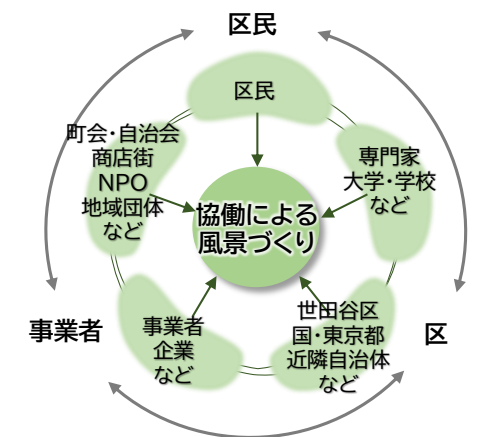 区民
区民
町会・自治会
商店街
NPO
地域団体
など
専門家
大学・学校
など
協働による
風景づくり
事業者
区
事業者
企業
など
世田谷区
国・東京都
近隣自治体
など